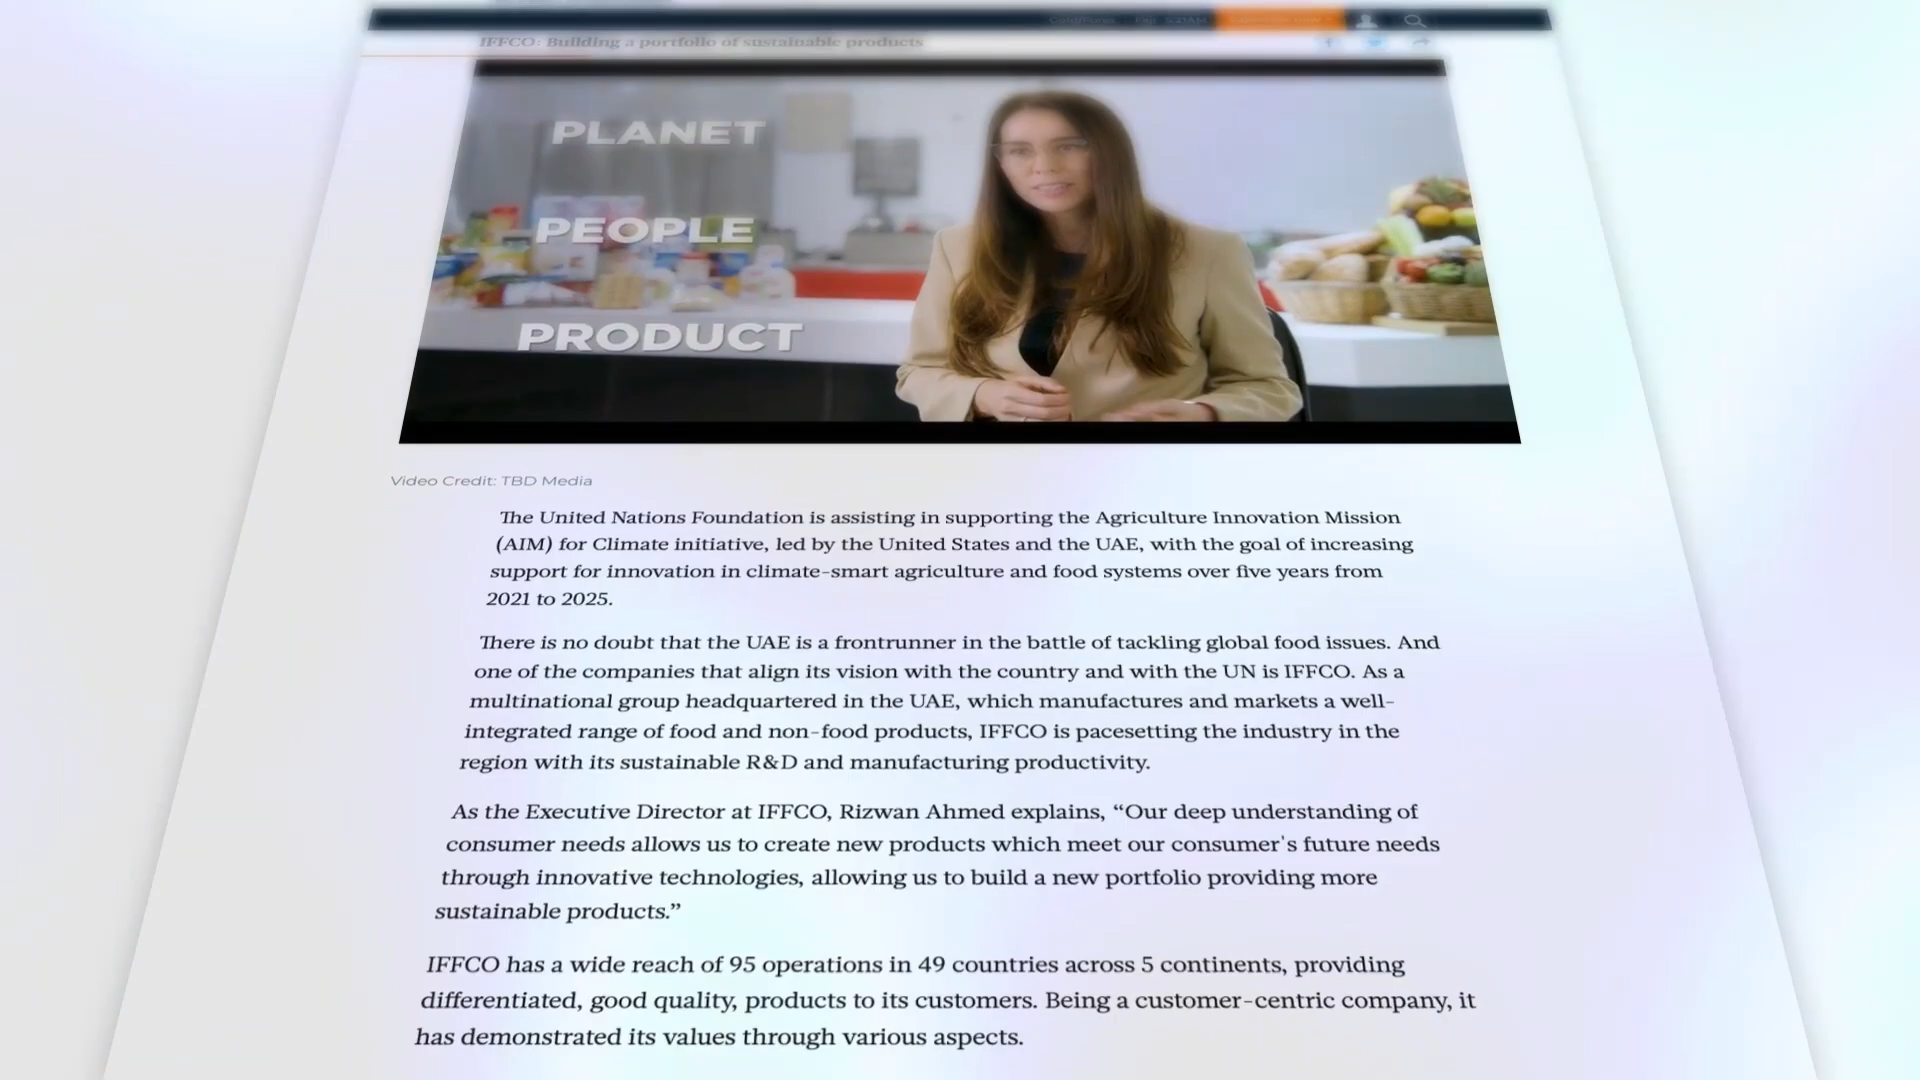 IFFCO: Building a portfolio of sustainable products
PLANET
PEOPLE
PRODUCT
Video Credit: TBD Media
The United Nations Foundation is assisting in supporting the Agriculture Innovation Mission
(AIM) for Climate initiative, led by the United States and the UAE, with the goal of increasing
support for innovation in climate-smart agriculture and food systems over five years from
2021 to 2025.
There is no doubt that the UAE is a frontrunner in the battle of tackling global food issues. And
one of the companies that align its vision with the country and with the UN is IFFCO. As a
multinational group headquartered in the UAE, which manufactures and markets a well-
integrated range of food and non-food products, IFFCO is pacesetting the industry in the
region with its sustainable R&D and manufacturing productivity.
As the Executive Director at IFFCO, Rizwan Ahmed explains, “Our deep understanding of
consumer needs allows us to create new products which meet our consumer's future needs
through innovative technologies, allowing us to build a new portfolio providing more
sustainable products.”
IFFCO has a wide reach of 95 operations in 49 countries across 5 continents, providing
differentiated, good quality, products to its customers. Being a customer-centric company, it
has demonstrated its values through various aspects.